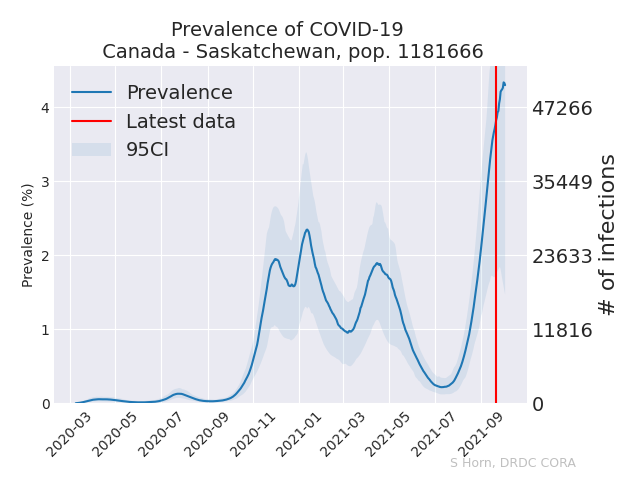 Prevalence of COVID-19
Canada - Saskatchewan, pop. 1181666
Prevalence
Latest data
95CI
Prevalence (%)
4
3
2
1
0
47266
35449
23633
11816
0
# of infections
2020-03
2020-05
2020-07
2020-09
2020-11
2021-01
2021-03
2021-05
2021-07
2021-09
S Horn, DRDC CORA